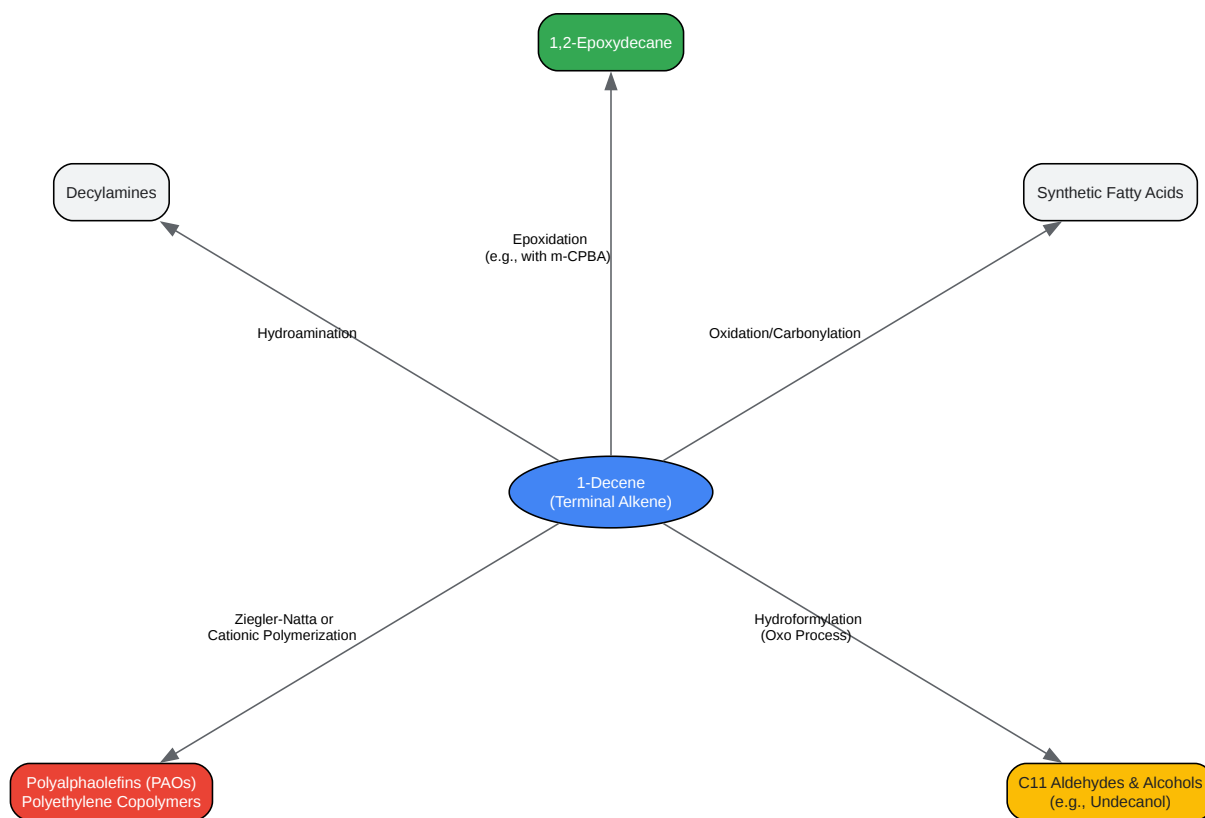 1,2-Epoxydecane
Decylamines
Synthetic Fatty Acids
Epoxidation
(e.g., with m-CPBA)
Hydroamination
Oxidation/Carbonylation
1-Decene
(Terminal Alkene)
Ziegler-Natta or
Cationic Polymerization
Hydroformylation
(Oxo Process)
Polyalphaolefins (PAOs)
Polyethylene Copolymers
C11 Aldehydes & Alcohols
(e.g., Undecanol)